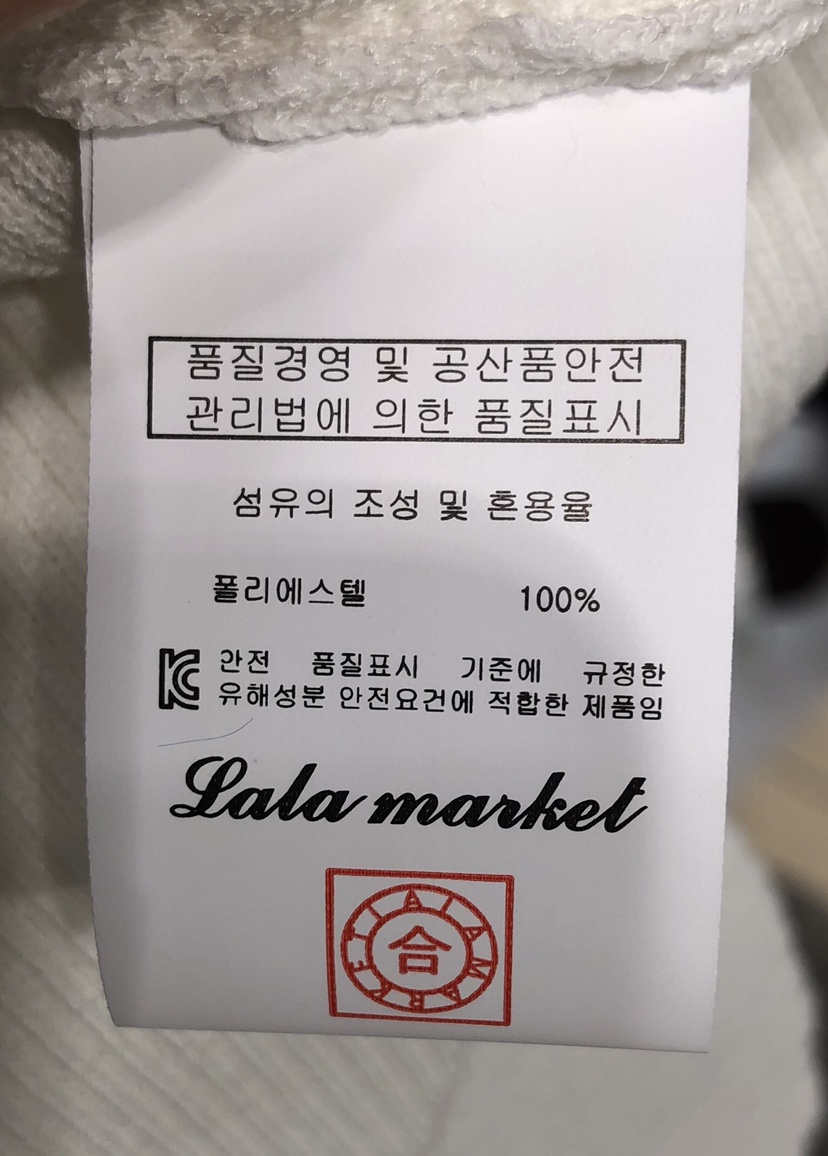 품질경영 및 공산품안전
관리법에 의한 품질표시
섬유의 조성 및 혼용율
폴리에스텔 100%
안전 품질표시 기준에 규정한
유해성분 안전요건에 적합한 제품임
Lala market
合